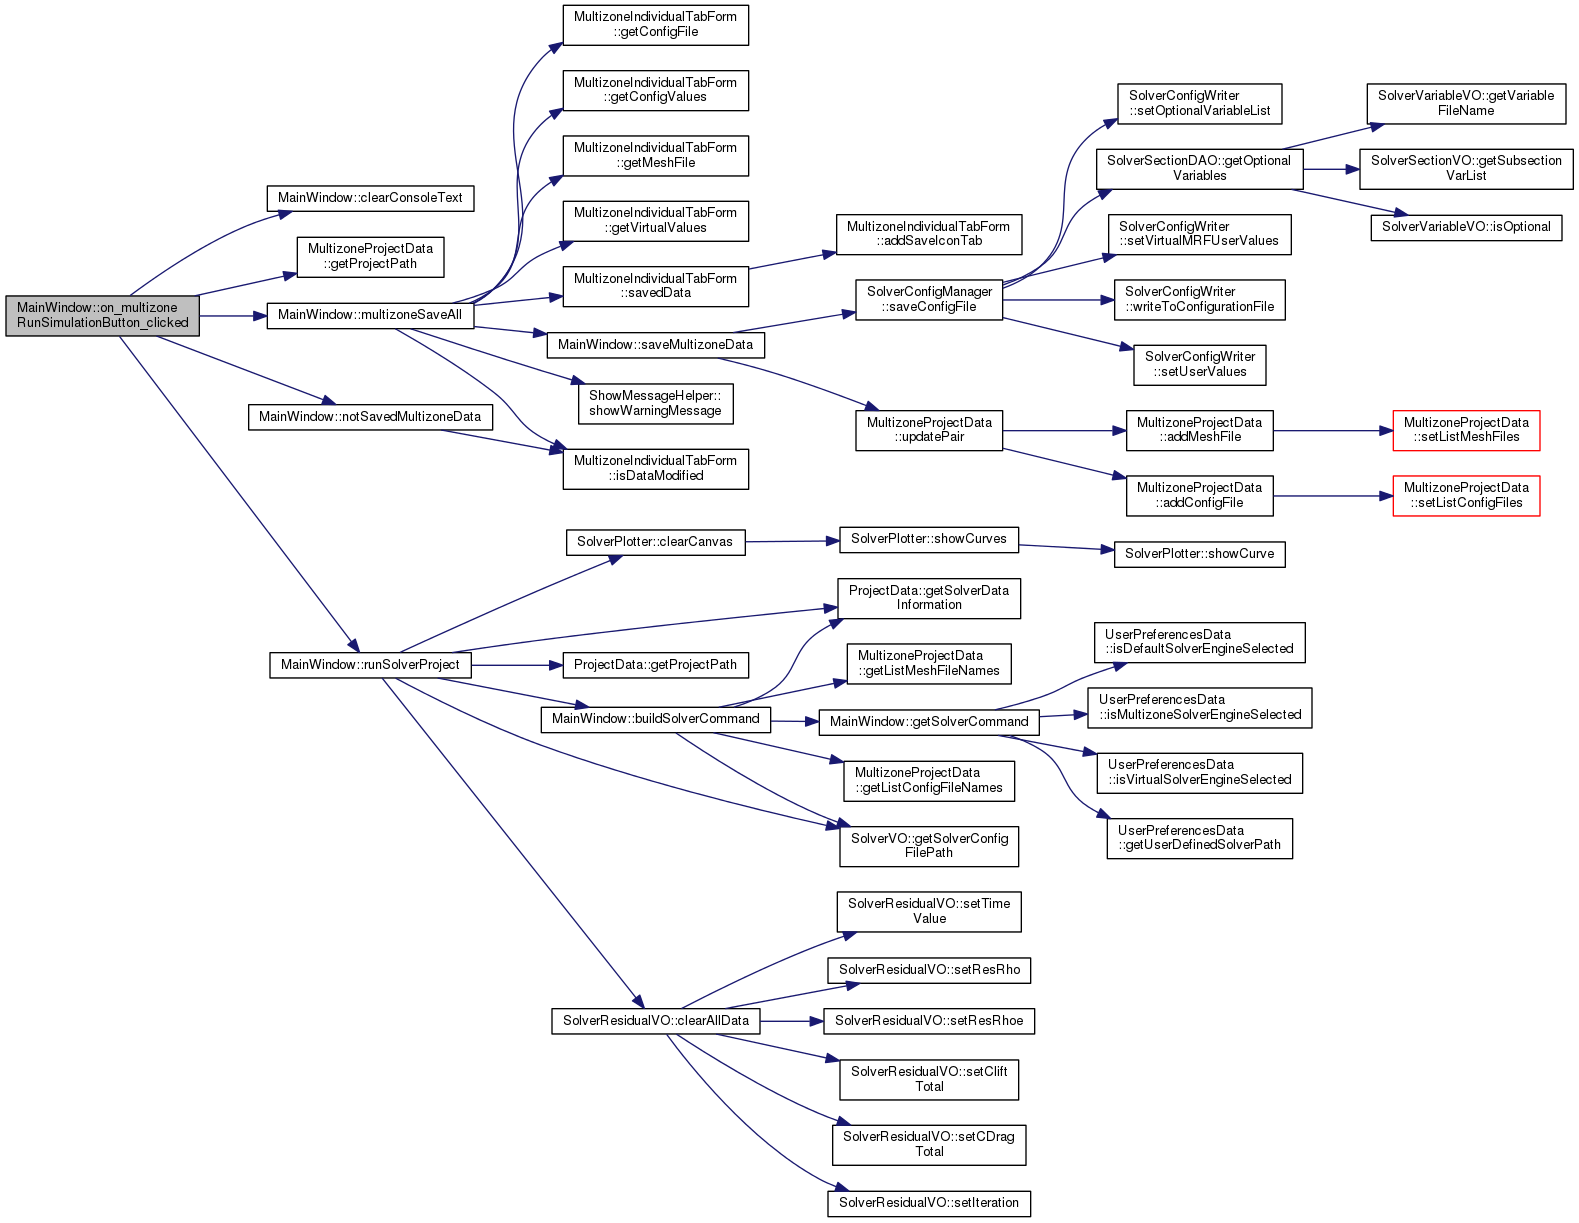 MainWindow::on_multizone
RunSimulationButton_clicked
MainWindow::clearConsoleText
MultizoneProjectData
::getProjectPath
MainWindow::multizoneSaveAll
MainWindow::notSavedMultizoneData
MainWindow::runSolverProject
MultizoneIndividualTabForm
::getConfigFile
MultizoneIndividualTabForm
::getConfigValues
MultizoneIndividualTabForm
::getMeshFile
MultizoneIndividualTabForm
::getVirtualValues
MultizoneIndividualTabForm
::savedData
MainWindow::saveMultizoneData
ShowMessageHelper::
showWarningMessage
MultizoneIndividualTabForm
::isDataModified
SolverPlotter::clearCanvas
ProjectData::getProjectPath
MainWindow::buildSolverCommand
SolverResidualVO::clearAllData
MultizoneIndividualTabForm
::addSaveIconTab
SolverConfigManager
::saveConfigFile
MultizoneProjectData
::updatePair
SolverPlotter::showCurves
ProjectData::getSolverData
Information
MultizoneProjectData
::getListMeshFileNames
MainWindow::getSolverCommand
MultizoneProjectData
::getListConfigFileNames
SolverVO::getSolverConfig
FilePath
SolverResidualVO::setTime
Value
SolverResidualVO::setResRho
SolverResidualVO::setResRhoe
SolverResidualVO::setClift
Total
SolverResidualVO::setCDrag
Total
SolverResidualVO::setIteration
SolverConfigWriter
::setOptionalVariableList
SolverSectionDAO::getOptional
Variables
SolverConfigWriter
::setVirtualMRFUserValues
SolverConfigWriter
::writeToConfigurationFile
SolverConfigWriter
::setUserValues
MultizoneProjectData
::addMeshFile
MultizoneProjectData
::addConfigFile
SolverPlotter::showCurve
UserPreferencesData
::isDefaultSolverEngineSelected
UserPreferencesData
::isMultizoneSolverEngineSelected
UserPreferencesData
::isVirtualSolverEngineSelected
UserPreferencesData
::getUserDefinedSolverPath
SolverVariableVO::getVariable
FileName
SolverSectionVO::getSubsection
VarList
SolverVariableVO::isOptional
MultizoneProjectData
::setListMeshFiles
MultizoneProjectData
::setListConfigFiles